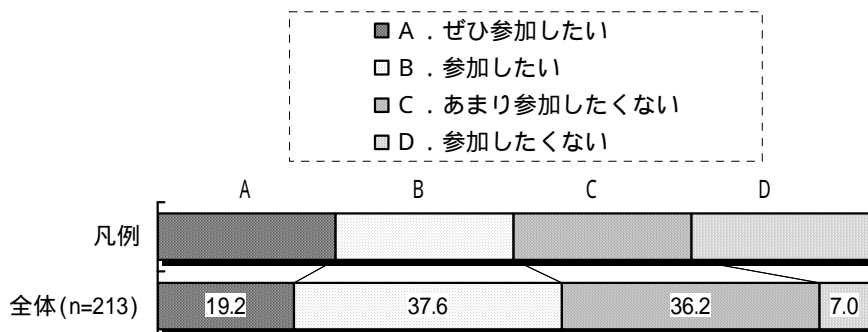 A．ぜひ参加したい
B．参加したい
C．あまり参加したくない
D．参加したくない
A B C D
凡例
全体(n=213) 19.2 37.6 36.2 7.0